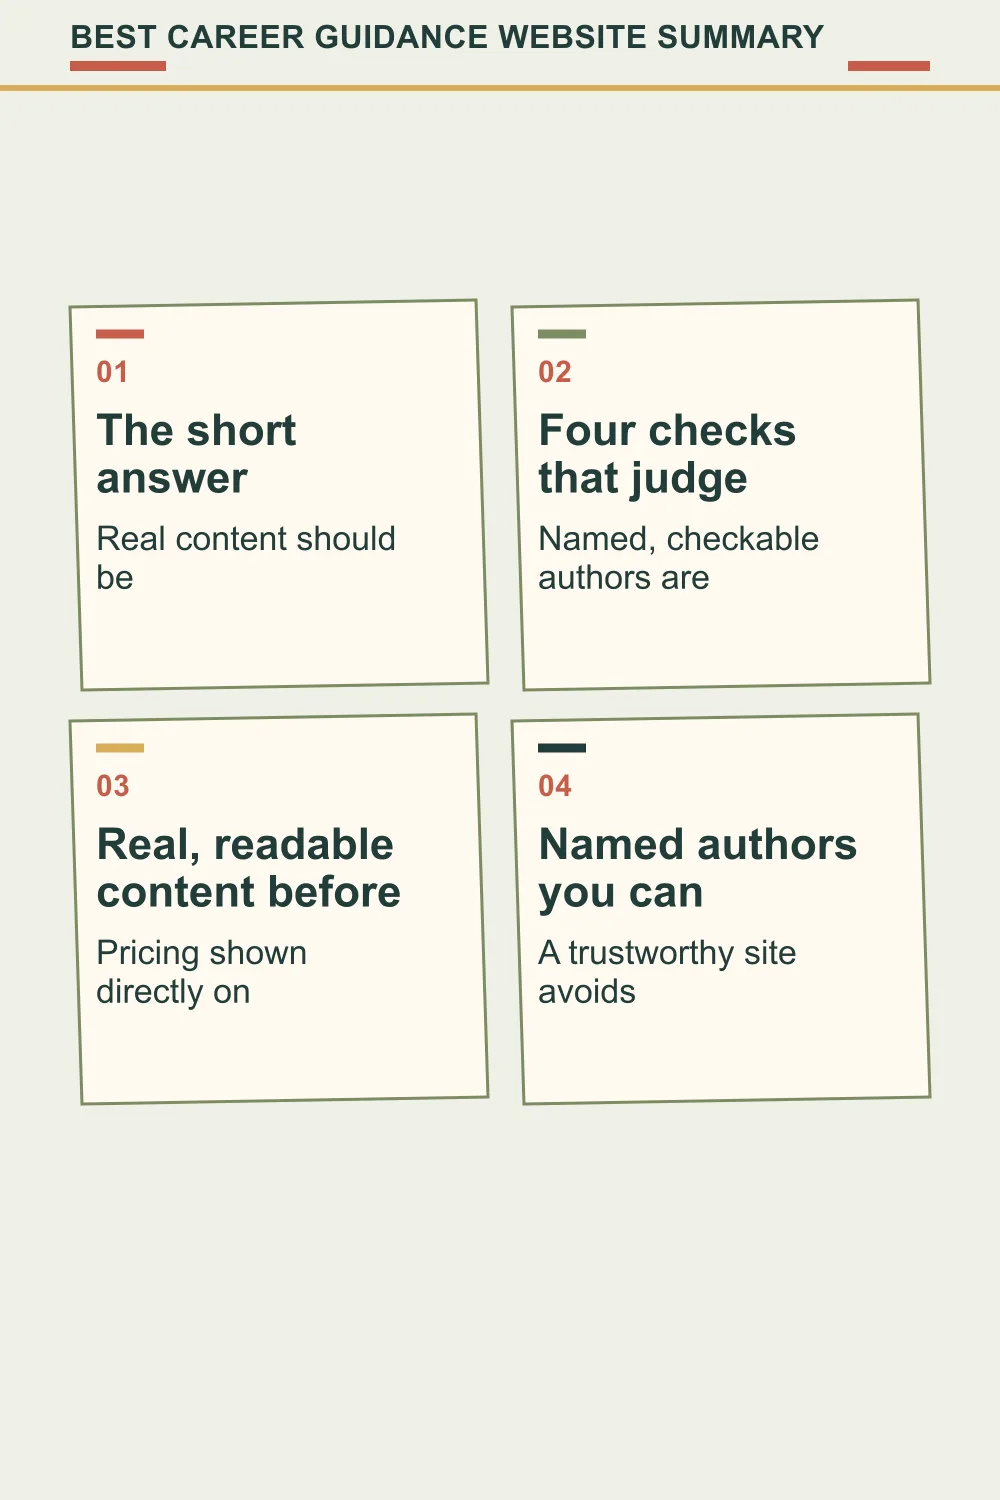 BEST CAREER GUIDANCE WEBSITE SUMMARY
01
The short
answer
Real content should
be
02
Four checks
that judge
Named, checkable
authors are
03
Real, readable
content before
Pricing shown
directly on
04
Named authors
you can
A trustworthy site
avoids